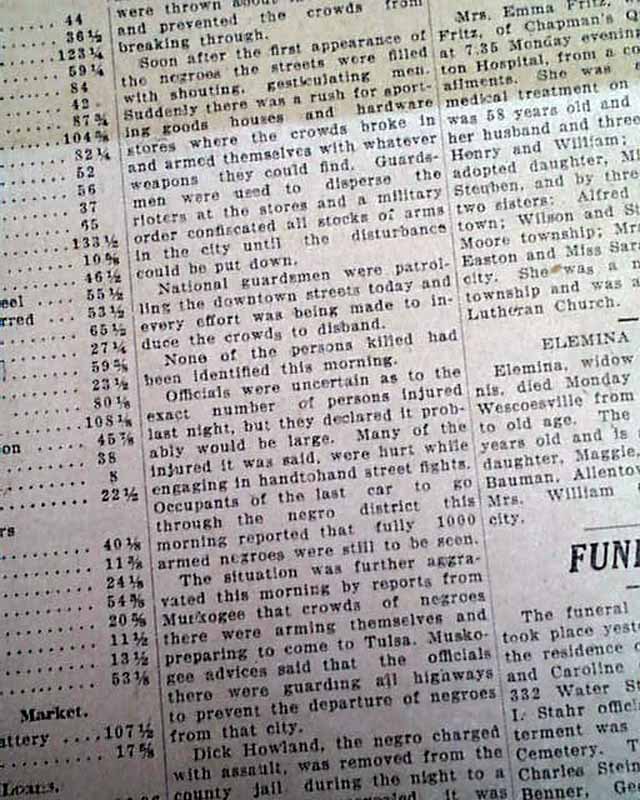 44
36½
123¼
59¼
84
42
87¾
104⅝
82¼
52
56
37
65
133½
10⅝
46½
55½
53½
65½
27¼
59⅝
23½
80⅛
108⅛
45⅞
38
8
22½
40⅛
11⅜
24⅛
54⅝
20⅝
11½
13½
53⅛
Market.
107½
17⅝
Loans.
were thrown about
and prevented the crowds from
breaking through.
Soon after the first appearance of
the negroes the streets were filled
with shouting, gesticulating men.
Suddenly there was a rush for sport-
ing goods houses and hardware
stores where the crowds broke in
and armed themselves with whatever
weapons they could find. Guards-
men were used to disperse the
rioters at the stores and a military
order confiscated all stocks of arms
in the city until the disturbance
could be put down.
National guardsmen were patrol-
ling the downtown streets today and
every effort was being made to in-
duce the crowds to disband.
None of the persons killed had
been identified this morning.
Officials were uncertain as to the
exact number of persons injured
last night, but they declared it prob-
ably would be large. Many of the
injured it was said, were hurt while
engaging in handtohand street fights.
Occupants of the last car to go
through the negro district this
morning reported that fully 1000
armed negroes were still to be seen.
The situation was further aggra-
vated this morning by reports from
Muskogee that crowds of negroes
there were arming themselves and
preparing to come to Tulsa. Musko-
gee advices said that the officials
there were guarding all highways
to prevent the departure of negroes
from that city.
Dick Howland, the negro charged
with assault, was removed from the
county jail during the night to a
it was
Mrs. Emma Fritz,
Fritz, of Chapman's
at 7.35 Monday evening
ton Hospital, from a
ailments. She was
medical treatment on
was 58 years old and
her husband and three
Henry and William;
adopted daughter,
Steuben, and by three
two sisters: Alfred
town; Wilson and
Moore township;
Easton and Miss
city. She was a
township and was a
Lutheran Church.
ELEMINA
Elemina, widow
nis, died Monday
Wescoesville from
to old age. The
years old and is
daughter, Maggie,
Bauman,
Mrs. William
city.
The funeral
took place
the residence
and Caroline
332 Water
L. Stahr
terment was
Cemetery.
Charles
Benner,